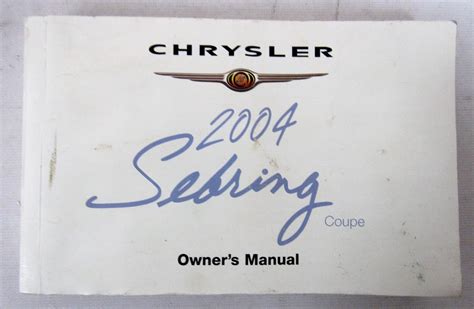 CHRYSLER
2004
Sebring
Coupe
Owner's Manual